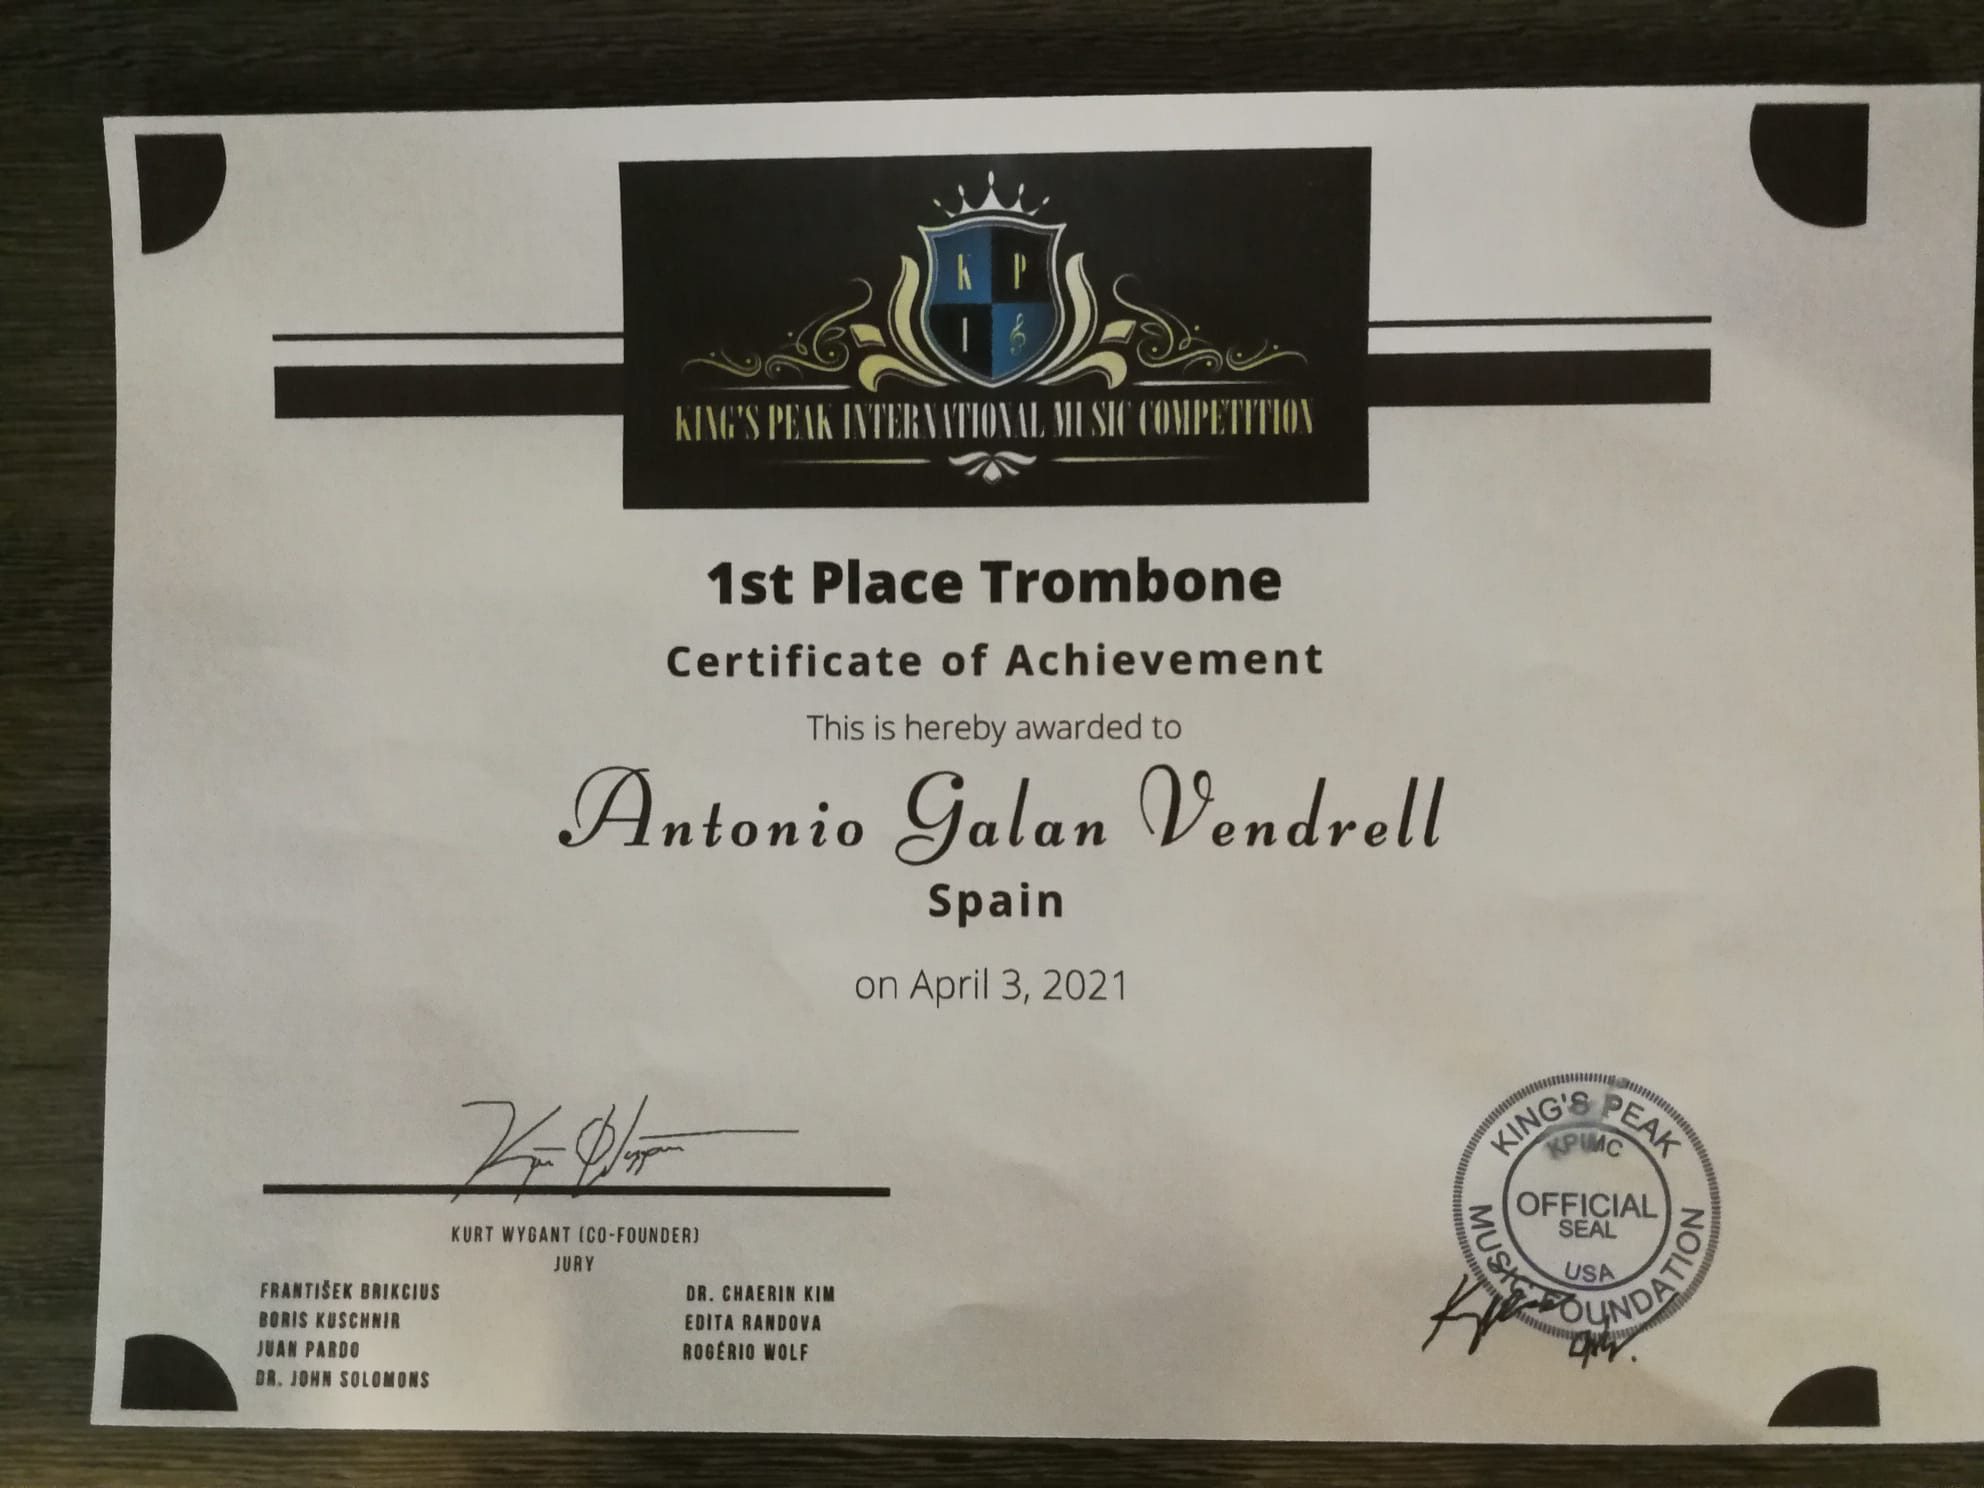 K P
I
KING'S PEAK INTERNATIONAL MUSIC COMPETITION
1st Place Trombone
Certificate of Achievement
This is hereby awarded to
Antonio Galan Vendrell
Spain
on April 3, 2021
KURT WYGANT (CO-FOUNDER)
JURY
FRANTIŠEK BRIKCIUS
BORIS KUSCHNIR
JUAN PARDO
DR. JOHN SOLOMONS
DR. CHAERIN KIM
EDITA RANDOVA
ROGÉRIO WOLF
KING'S PEAK
KPIMC
OFFICIAL
SEAL
USA
MUSIC FOUNDATION